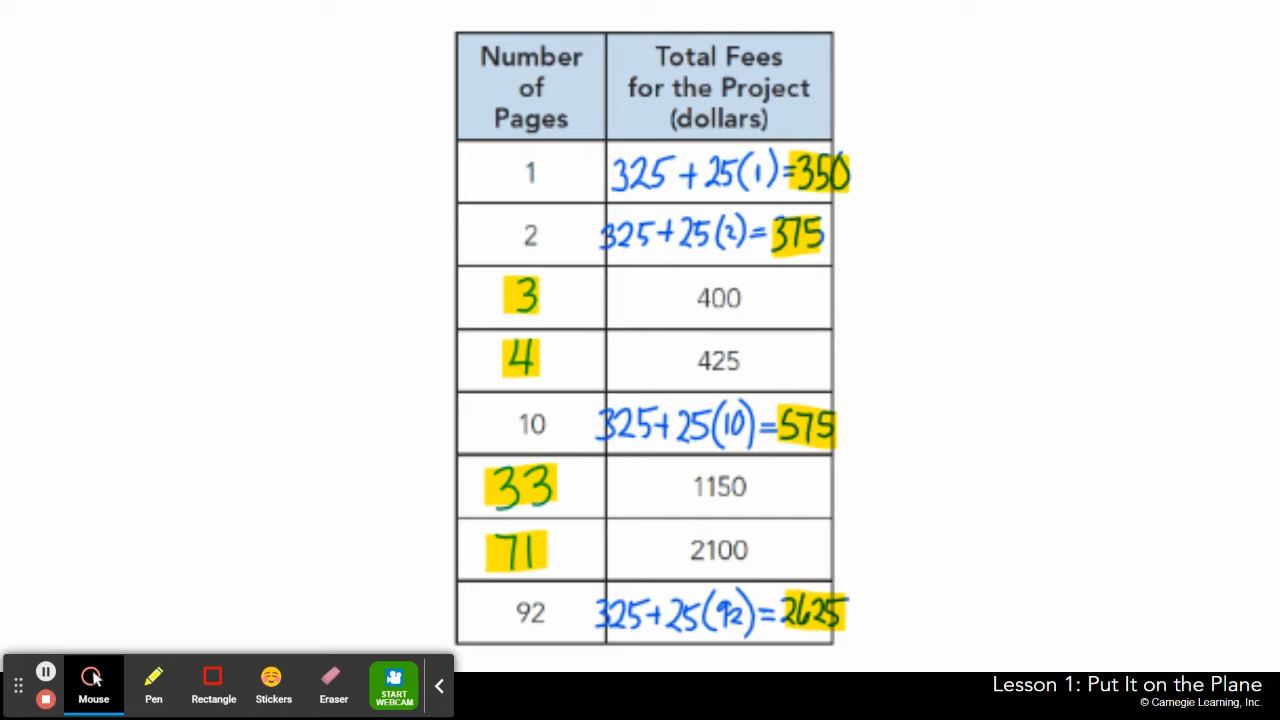 Number of Pages
Total Fees for the Project (dollars)
1
325 + 25(1) = 350
2
325 + 25(2) = 375
3
400
4
425
10
325 + 25(10) = 575
33
1150
71
2100
92
325 + 25(92) = 2625
Mouse
Pen
Rectangle
Stickers
Eraser
START WEBCAM
Lesson 1: Put It on the Plane
© Carnegie Learning, Inc.